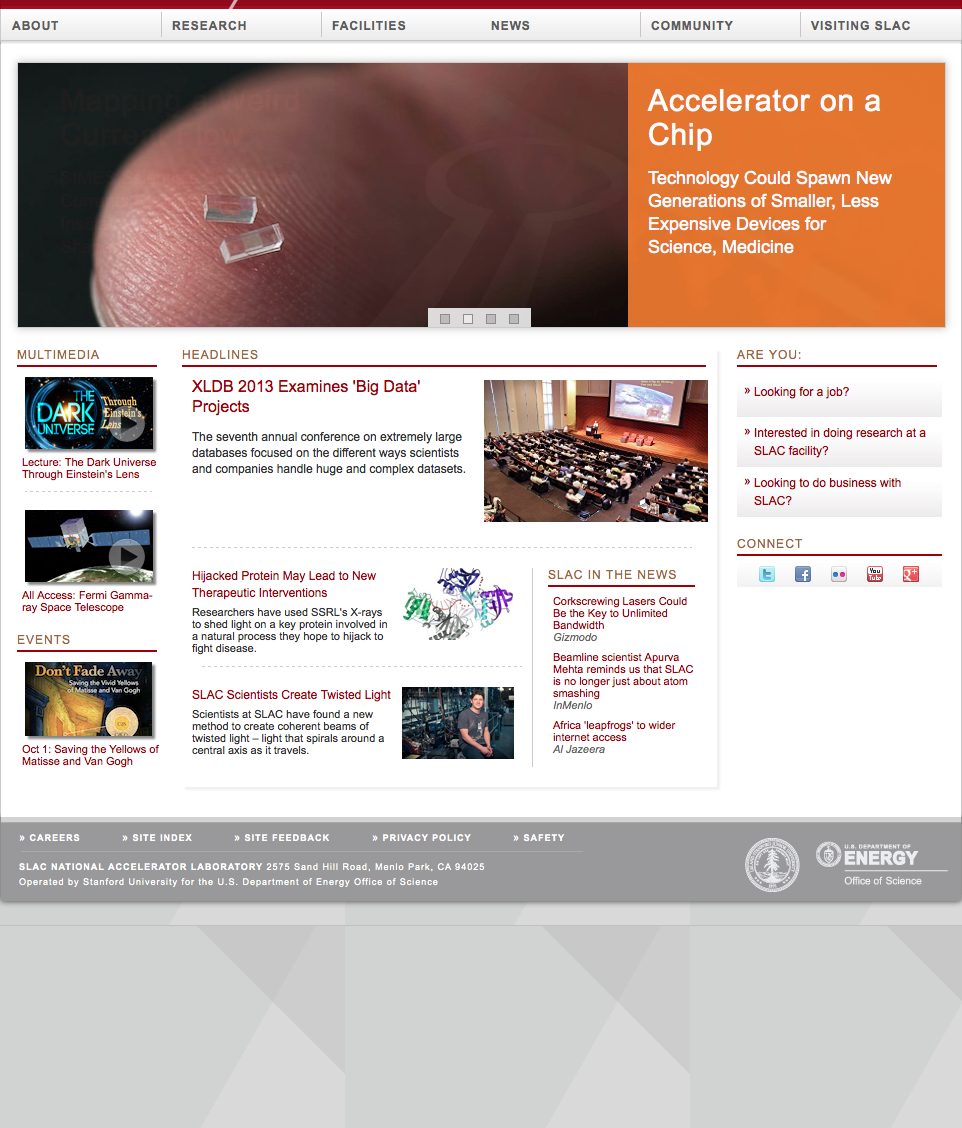 ABOUT
RESEARCH
FACILITIES
NEWS
COMMUNITY
VISITING SLAC
Mapping a Weird
Accelerator on a
Chip
Technology Could Spawn New
Generations of Smaller, Less
Expensive Devices for
Science, Medicine
MULTIMEDIA
THE
DARK
UNIVERSE
Through
Einstein's
Lens
Lecture: The Dark Universe
Through Einstein's Lens
All Access: Fermi Gamma-
ray Space Telescope
EVENTS
Don't Fade Away
Saving the Vivid Yellows
of Matisse and Van Gogh
Oct 1: Saving the Yellows of
Matisse and Van Gogh
HEADLINES
XLDB 2013 Examines 'Big Data'
Projects
The seventh annual conference on extremely large
databases focused on the different ways scientists
and companies handle huge and complex datasets.
Hijacked Protein May Lead to New
Therapeutic Interventions
Researchers have used SSRL's X-rays
to shed light on a key protein involved in
a natural process they hope to hijack to
fight disease.
SLAC Scientists Create Twisted Light
Scientists at SLAC have found a new
method to create coherent beams of
twisted light – light that spirals around a
central axis as it travels.
SLAC IN THE NEWS
Corkscrewing Lasers Could
Be the Key to Unlimited
Bandwidth
Gizmodo
Beamline scientist Apurva
Mehta reminds us that SLAC
is no longer just about atom
smashing
InMenlo
Africa 'leapfrogs' to wider
internet access
Al Jazeera
ARE YOU:
» Looking for a job?
» Interested in doing research at a
SLAC facility?
» Looking to do business with
SLAC?
CONNECT
You
Tube
» CAREERS
» SITE INDEX
» SITE FEEDBACK
» PRIVACY POLICY
» SAFETY
SLAC NATIONAL ACCELERATOR LABORATORY 2575 Sand Hill Road, Menlo Park, CA 94025
Operated by Stanford University for the U.S. Department of Energy Office of Science
U.S. DEPARTMENT OF
ENERGY
Office of Science